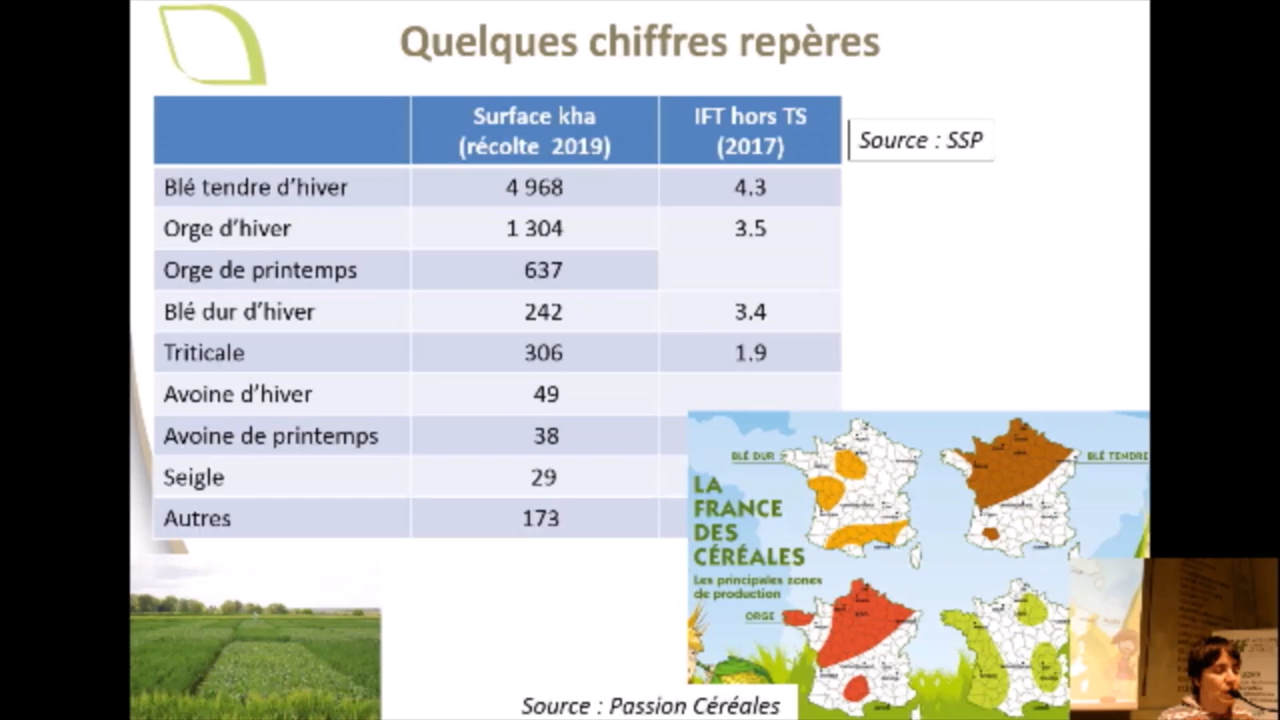 Quelques chiffres repères
Surface kha IFT hors TS
(récolte 2019) (2017)
Source : SSP
Blé tendre d’hiver 4 968 4.3
Orge d’hiver 1 304 3.5
Orge de printemps 637
Blé dur d’hiver 242 3.4
Triticale 306 1.9
Avoine d’hiver 49
Avoine de printemps 38
Seigle 29
Autres 173
BLÉ DUR
BLÉ TENDRE
LA
FRANCE
DES
CÉRÉALES
Les principales zones
de production
ORGE
Source : Passion Céréales